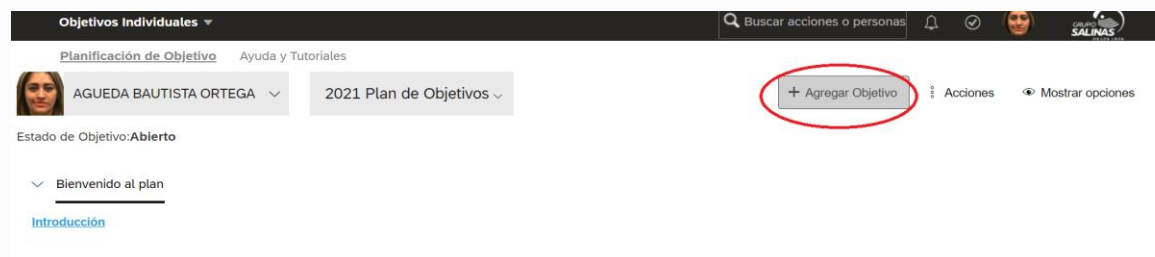 Objetivos Individuales
Buscar acciones o personas
GRUPO
SALINAS
Planificación de Objetivo Ayuda y Tutoriales
AGUEDA BAUTISTA ORTEGA 2021 Plan de Objetivos + Agregar Objetivo Acciones Mostrar opciones
Estado de Objetivo:Abierto
Bienvenido al plan
Introducción